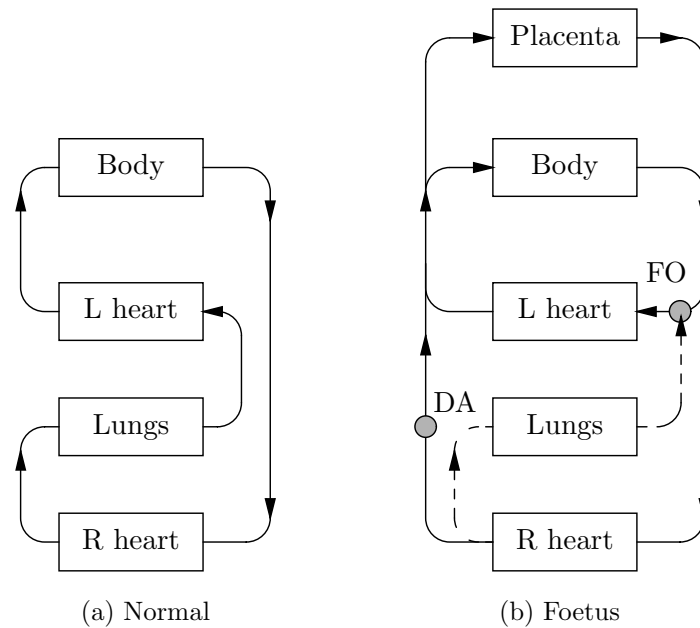 Placenta
Body
Body
FO
L heart
L heart
DA
Lungs
Lungs
R heart
R heart
(a) Normal
(b) Foetus